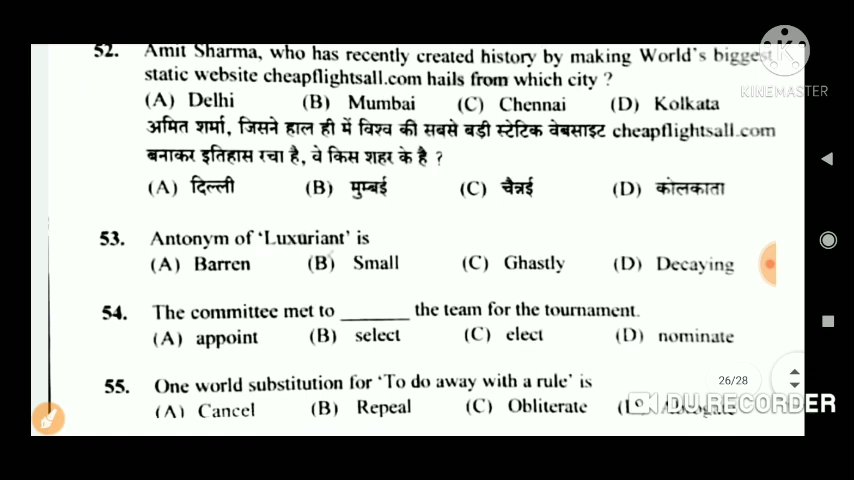 52. Amit Sharma, who has recently created history by making World's biggest
static website cheapflightsall.com hails from which city ?
(A) Delhi (B) Mumbai (C) Chennai (D) Kolkata
अमित शर्मा, जिसने हाल ही में विश्व की सबसे बड़ी स्टेटिक वेबसाइट cheapflightsall.com
बनाकर इतिहास रचा है, वे किस शहर के है ?
(A) दिल्ली (B) मुम्बई (C) चैन्नई (D) कोलकाता
53. Antonym of ‘Luxuriant’ is
(A) Barren (B) Small (C) Ghastly (D) Decaying
54. The committee met to _______ the team for the tournament.
(A) appoint (B) select (C) elect (D) nominate
55. One world substitution for ‘To do away with a rule’ is
(A) Cancel (B) Repeal (C) Obliterate
K
KINEMASTER
26/28
DU RECORDER